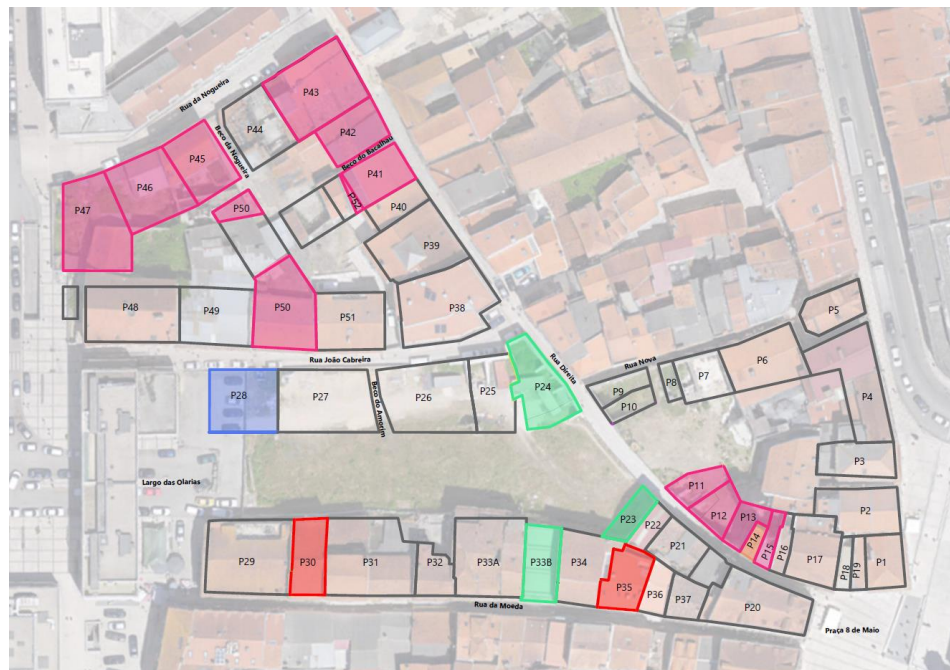 P43
Rua da Nogueira
P44
P42
Beco da Nogueira
Beco do Bacalhau
P45
P41
P46
P52
P47
P50
P40
P39
P48
P49
P50
P51
P38
P5
Rua João Cabreira
Rua Direita
Rua Nova
P6
P8
P7
P24
P9
P28
P27
Beco do Amorim
P26
P25
P10
P4
P3
Largo das Olarias
P11
P12
P13
P2
P23
P22
P14
P15
P16
P17
P21
P29
P30
P31
P32
P33A
P33B
P34
P18
P19
P1
P35
P36
P37
P20
Rua da Moeda
Praça 8 de Maio